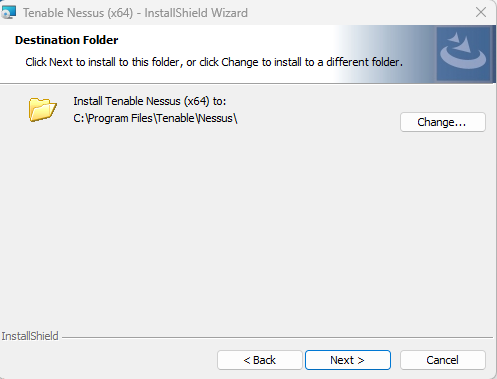 Tenable Nessus (x64) - InstallShield Wizard
Destination Folder
Click Next to install to this folder, or click Change to install to a different folder.
Install Tenable Nessus (x64) to:
C:\Program Files\Tenable\Nessus\
Change...
InstallShield
< Back
Next >
Cancel